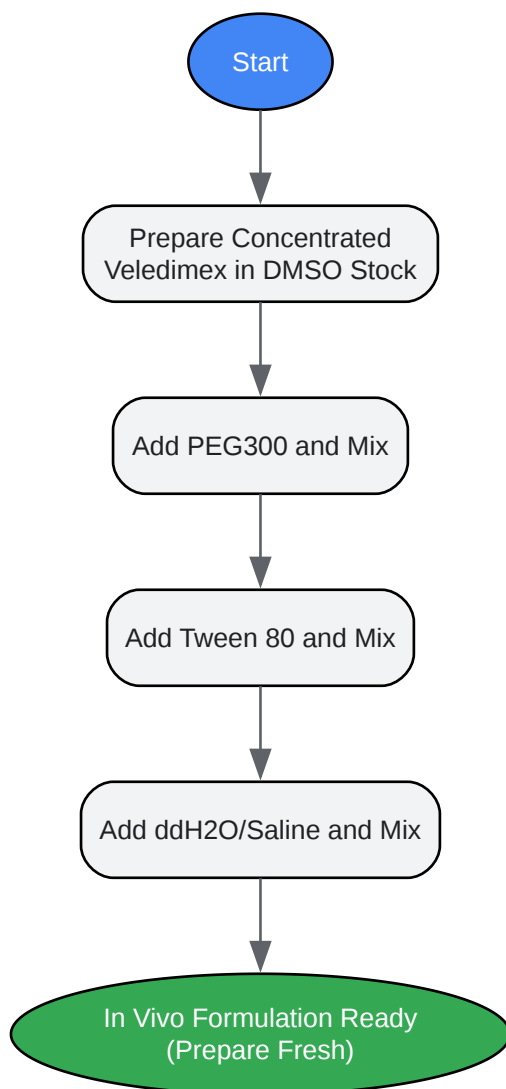 Start
Prepare Concentrated
Veledimex in DMSO Stock
Add PEG300 and Mix
Add Tween 80 and Mix
Add ddH2O/Saline and Mix
In Vivo Formulation Ready
(Prepare Fresh)